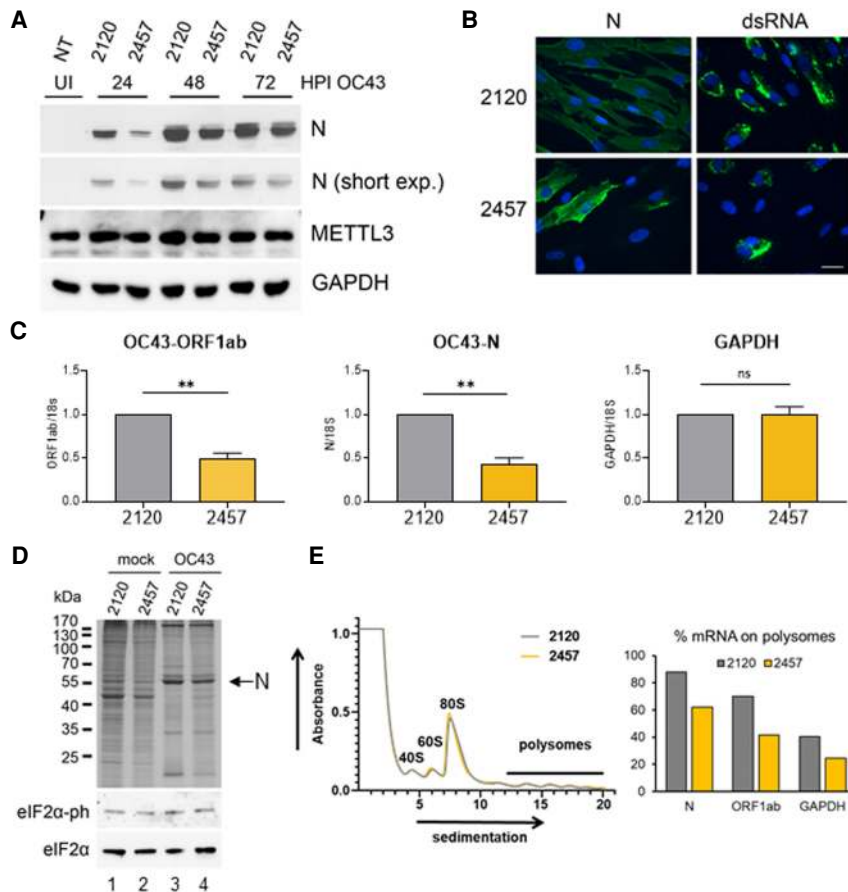 A
NT 2120 2457 2120 2457 2120 2457
UI 24 48 72 HPI OC43
N
N (short exp.)
METTL3
GAPDH
B
N dsRNA
2120
2457
C
OC43-ORF1ab
ORF1ab/18s
1.5
1.0
0.5
0.0
**
2120 2457
OC43-N
N/18S
1.5
1.0
0.5
0.0
**
2120 2457
GAPDH
GAPDH/18S
1.5
1.0
0.5
0.0
ns
2120 2457
D
mock OC43
kDa 2120 2457 2120 2457
170
130
100
70
55
40
35
25
N
eIF2α-ph
eIF2α
1 2 3 4
E
Absorbance
1.0
0.5
0.0
2120
2457
40S 60S 80S
polysomes
0 5 10 15 20
sedimentation
% mRNA on polysomes
2120 2457
100
80
60
40
20
0
N ORF1ab GAPDH